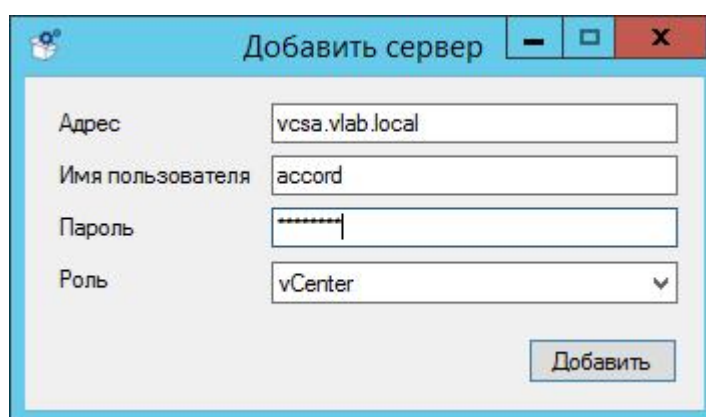 Добавить сервер
Адрес vcsa.vlab.local
Имя пользователя accord
Пароль ********
Роль vCenter
Добавить